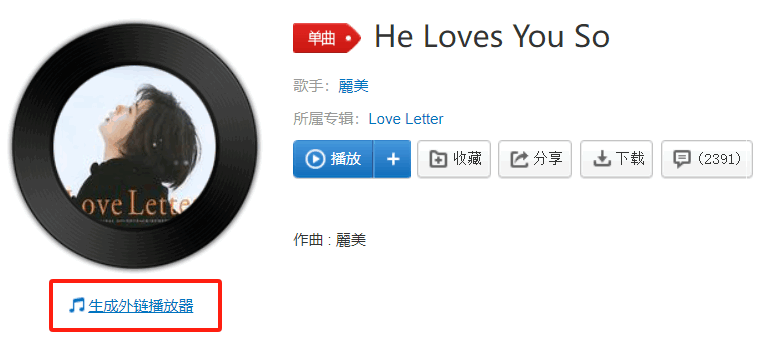 单曲 He Loves You So
歌手：麗美
所属专辑：Love Letter
播放 + 收藏 分享 下载 (2391)
作曲 : 麗美
Love Letter
生成外链播放器